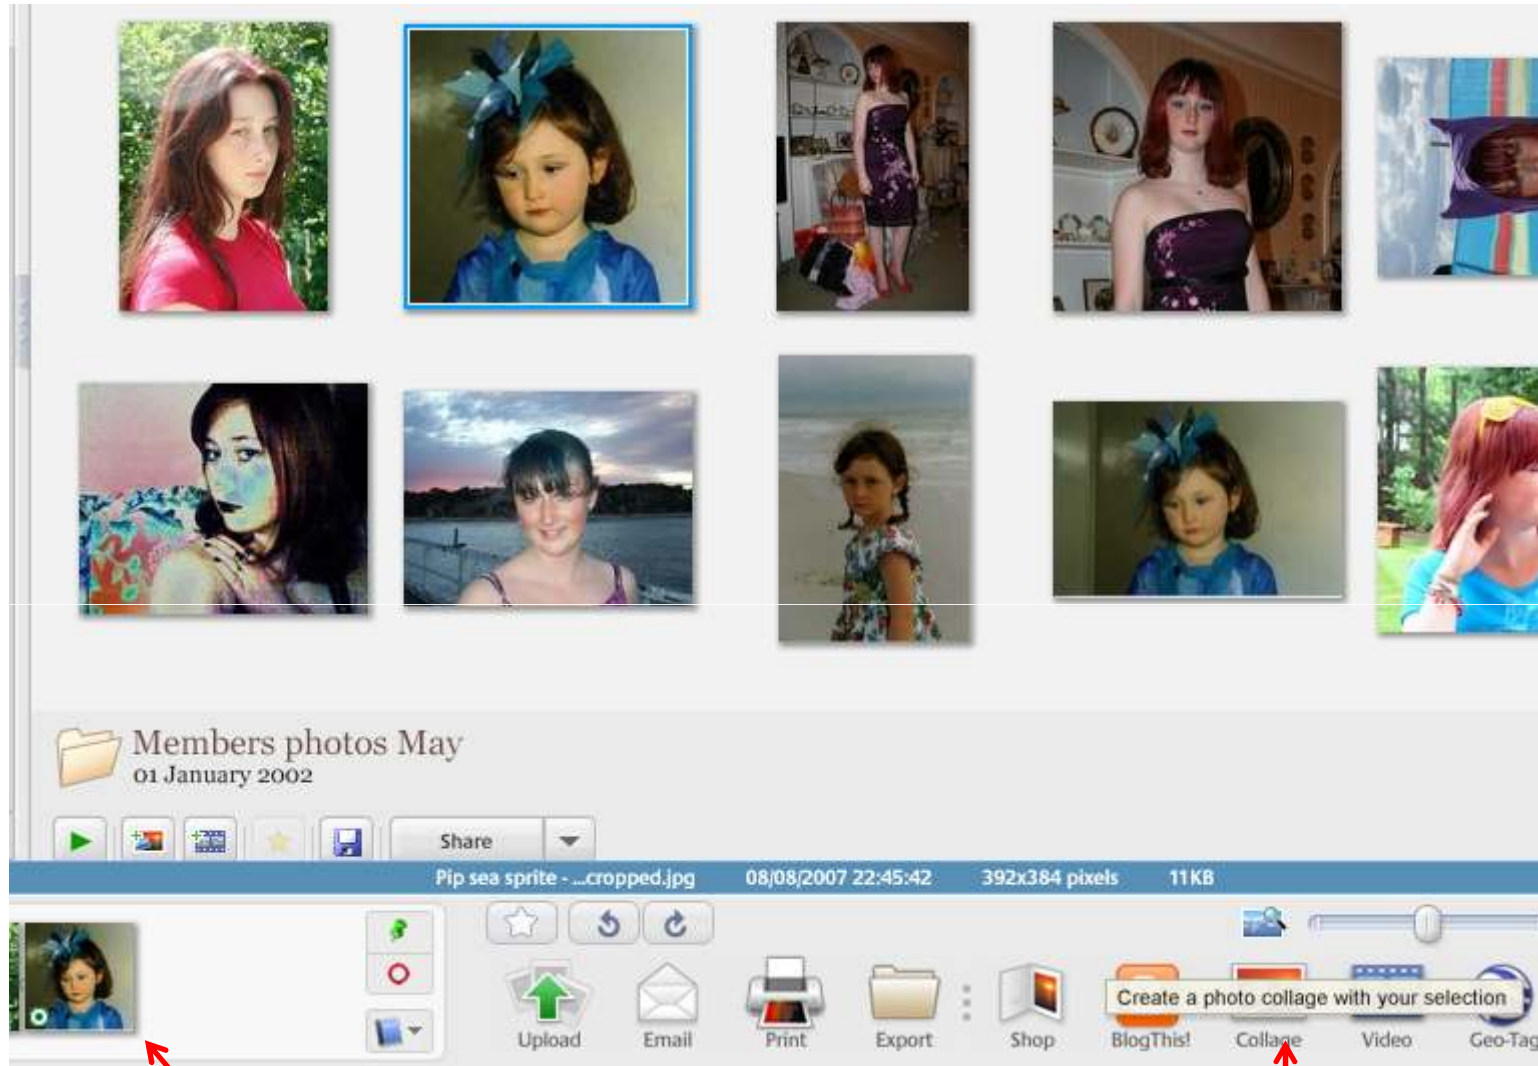 Members photos May
01 January 2002
Share
Pip sea sprite - ...cropped.jpg 08/08/2007 22:45:42 392x384 pixels 11KB
Create a photo collage with your selection
Upload Email Print Export Shop BlogThis! Collage Video Geo-Tag